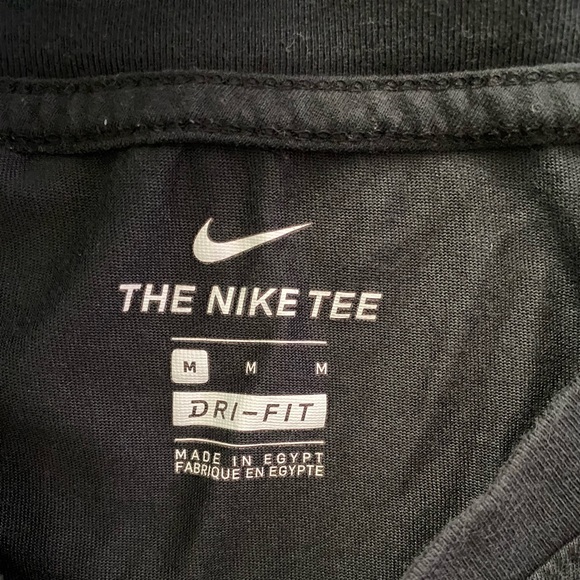 THE NIKE TEE
M M M
DRI-FIT
MADE IN EGYPT
FABRIQUE EN EGYPTE